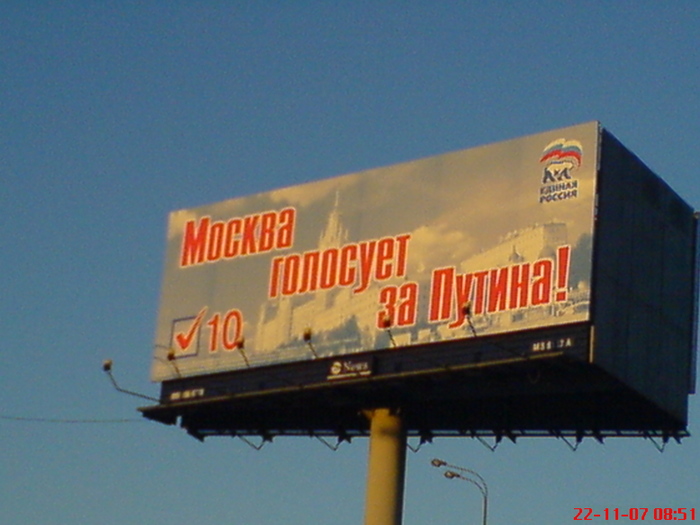 ЕДИНАЯ
РОССИЯ
Москва
голосует
за Путина!
10
News
22-11-07 08:51